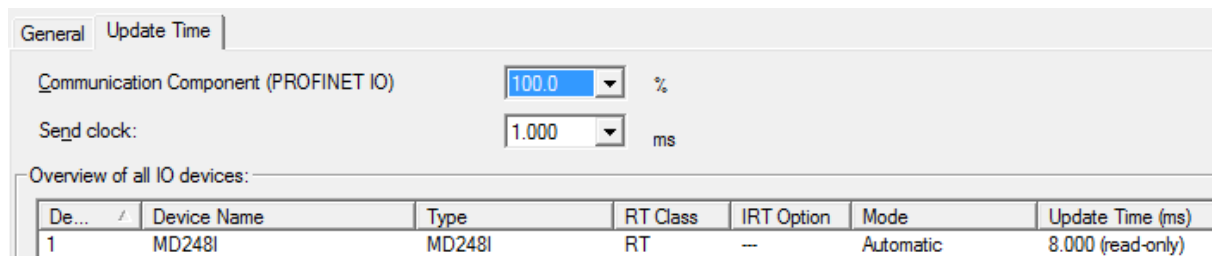 General Update Time
Communication Component (PROFINET IO) 100.0 %
Send clock: 1.000 ms
Overview of all IO devices:
De... Device Name Type RT Class IRT Option Mode Update Time (ms)
1 MD248I MD248I RT --- Automatic 8.000 (read-only)